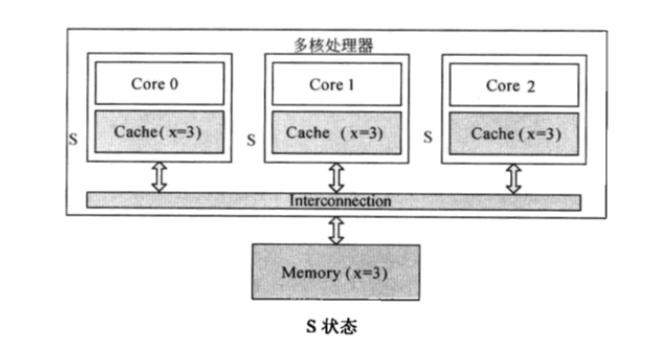 多核处理器
Core 0
Core 1
Core 2
S
Cache(x=3)
S
Cache (x=3)
S
Cache (x=3)
Interconnection
Memory (x=3)
S 状态